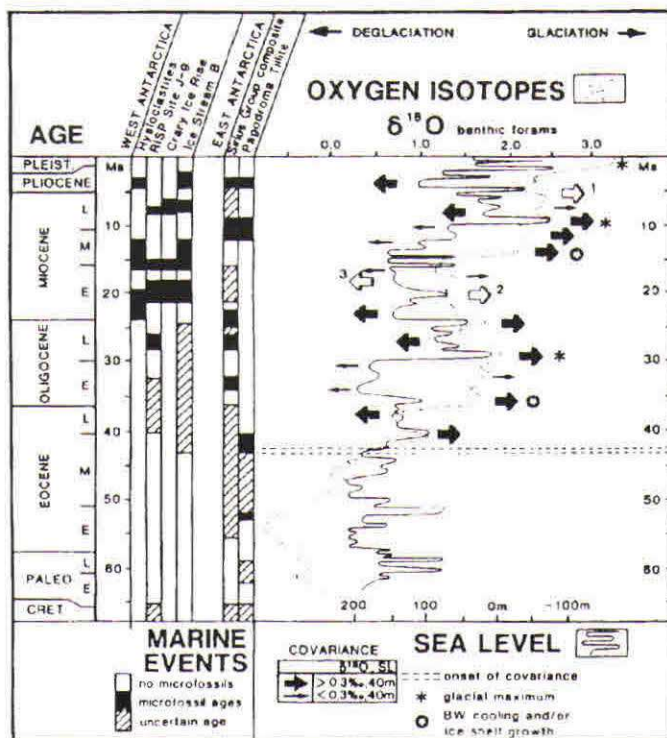 ← DEGLACIATION GLACIATION →
OXYGEN ISOTOPES
δ18O benthic forams
AGE
WEST ANTARCTICA
Hyaloclastites
RISP Site J-9
Crary Ice Rise
Ice Stream B
EAST ANTARCTICA
Sirius Group composite
Pagodroma Tillite
0.0 1.0 2.0 3.0
PLEIST
PLIOCENE
MIOCENE
L
M
E
OLIGOCENE
L
E
EOCENE
L
M
E
PALEO
L
E
CRET
Ma
10
20
30
40
50
60
Ma
10
20
30
40
50
60
1
2
3
200 100 0m -100m
MARINE
EVENTS
no microfossils
microfossil ages
uncertain age
COVARIANCE
δ18O, SL
>0.3‰, 40m
<0.3‰, 40m
SEA LEVEL
onset of covariance
* glacial maximum
BW cooling and/or
ice shelf growth